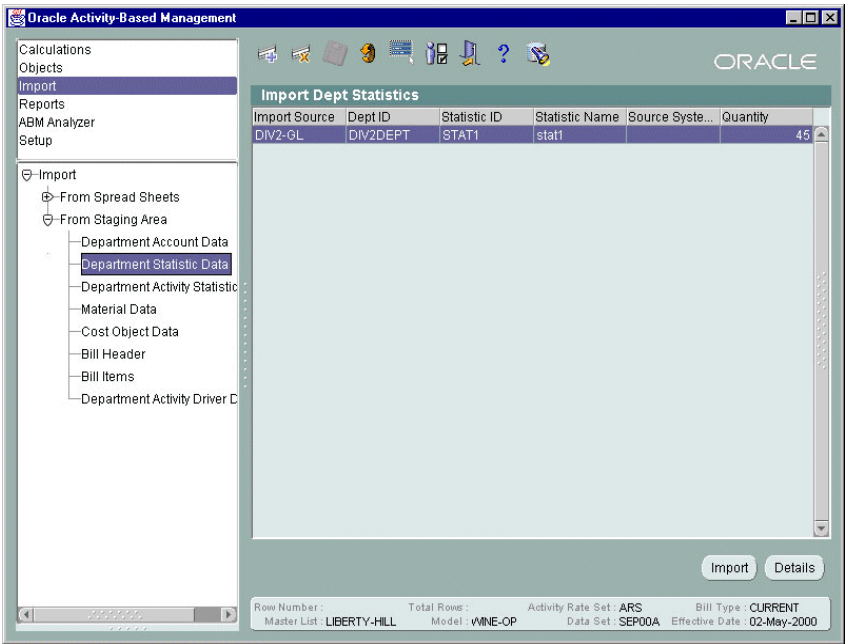 Oracle Activity-Based Management
Calculations
Objects
Import
Reports
ABM Analyzer
Setup
Import
From Spread Sheets
From Staging Area
Department Account Data
Department Statistic Data
Department Activity Statistic
Material Data
Cost Object Data
Bill Header
Bill Items
Department Activity Driver D
ORACLE
Import Dept Statistics
Import Source Dept ID Statistic ID Statistic Name Source Syste... Quantity
DIV2-GL DIV2DEPT STAT1 stat1 45
Import Details
Row Number : Total Rows : Activity Rate Set : ARS Bill Type : CURRENT
Master List : LIBERTY-HILL Model : WINE-OP Data Set : SEP00A Effective Date : 02-May-2000